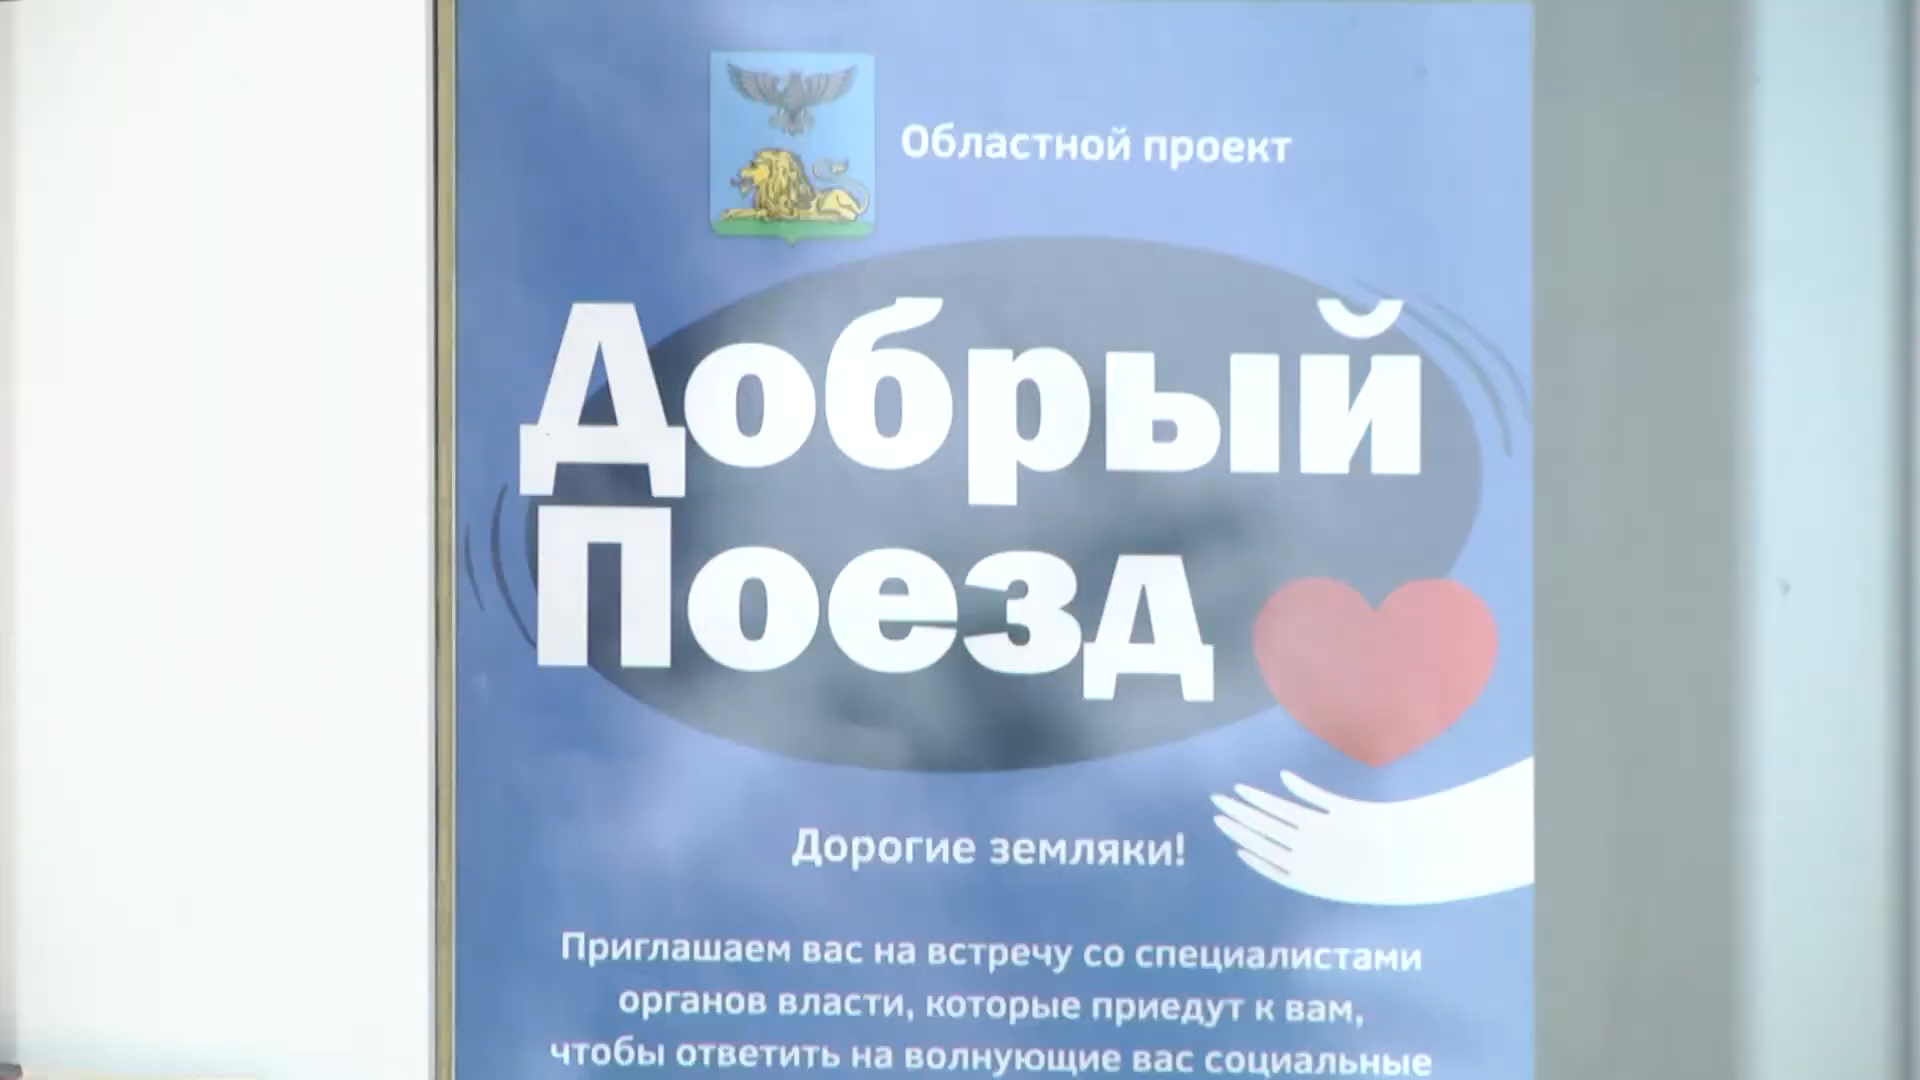 Областной проект
Добрый
Поезд
Дорогие земляки!
Приглашаем вас на встречу со специалистами
органов власти, которые приедут к вам,
чтобы ответить на волнующие вас социальные